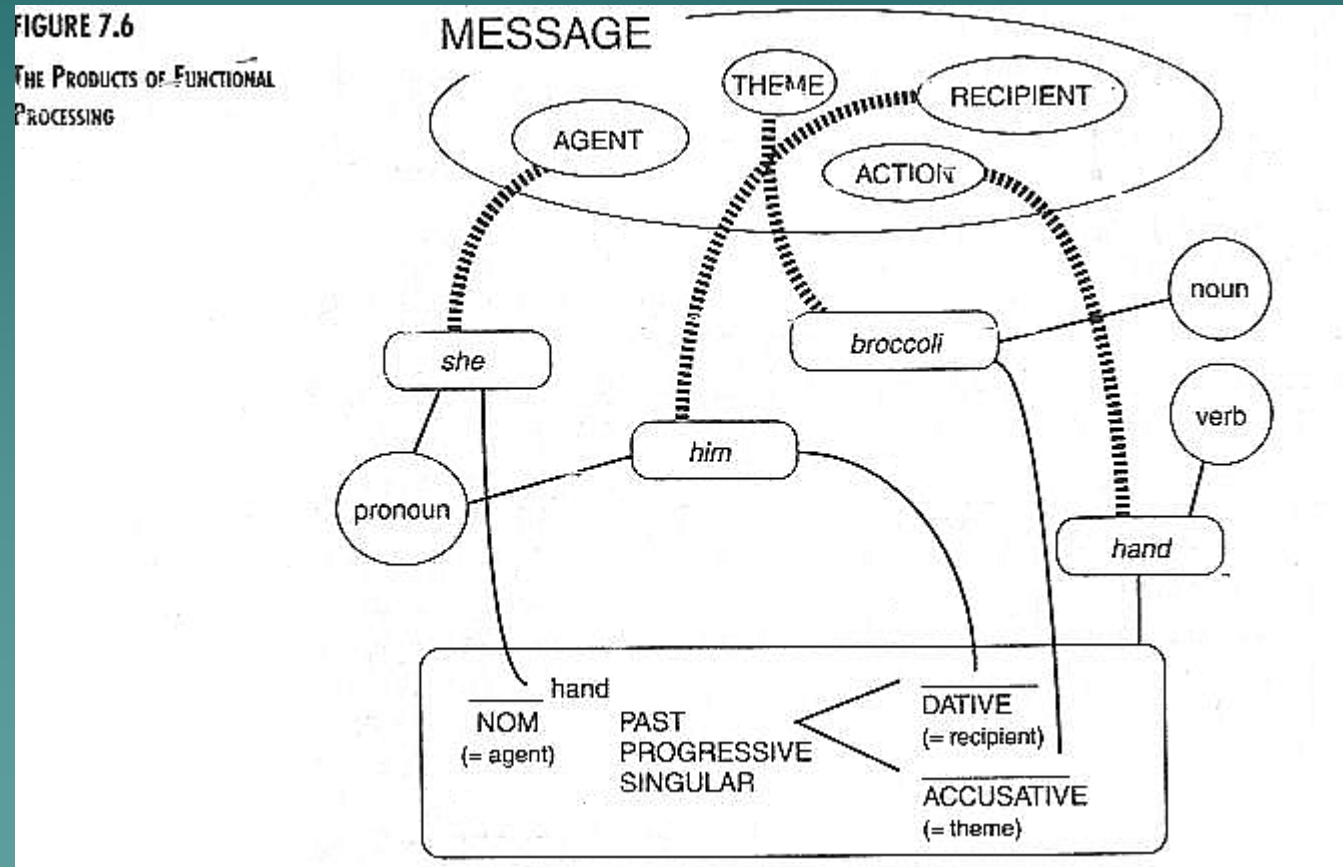 FIGURE 7.6
THE PRODUCTS OF FUNCTIONAL
PROCESSING
MESSAGE
THEME
RECIPIENT
AGENT
ACTION
noun
she
broccoli
verb
him
pronoun
hand
hand
NOM
(= agent)
PAST
PROGRESSIVE
SINGULAR
DATIVE
(= recipient)
ACCUSATIVE
(= theme)